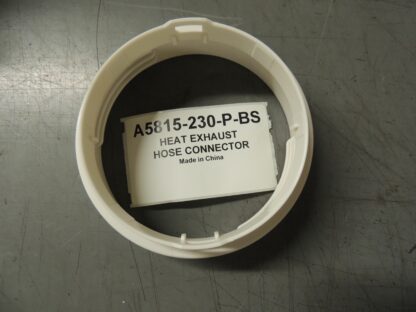 A5815-230-P-BS
HEAT EXHAUST
HOSE CONNECTOR
Made in China